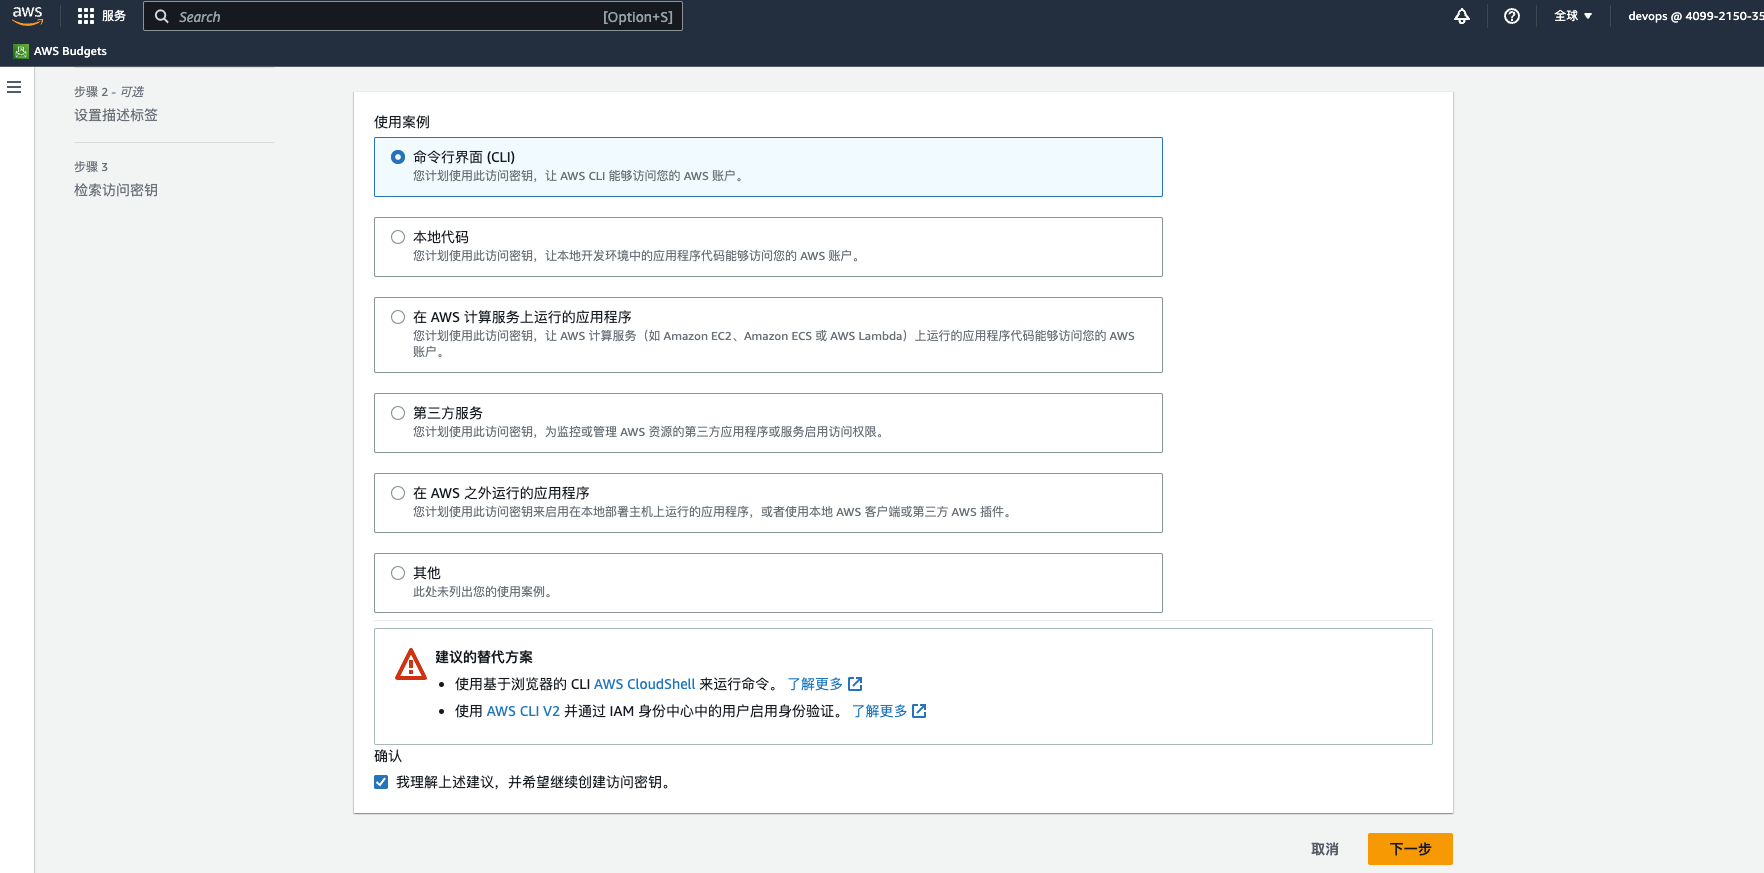 aws
服务
Search
[Option+S]
全球
devops @ 4099-2150-35
AWS Budgets
步骤 2 - 可选
设置描述标签
步骤 3
检索访问密钥
使用案例
命令行界面 (CLI)
您计划使用此访问密钥，让 AWS CLI 能够访问您的 AWS 账户。
本地代码
您计划使用此访问密钥，让本地开发环境中的应用程序代码能够访问您的 AWS 账户。
在 AWS 计算服务上运行的应用程序
您计划使用此访问密钥，让 AWS 计算服务（如 Amazon EC2、Amazon ECS 或 AWS Lambda）上运行的应用程序代码能够访问您的 AWS
账户。
第三方服务
您计划使用此访问密钥，为监控或管理 AWS 资源的第三方应用程序或服务启用访问权限。
在 AWS 之外运行的应用程序
您计划使用此访问密钥来启用在本地部署主机上运行的应用程序，或者使用本地 AWS 客户端或第三方 AWS 插件。
其他
此处未列出您的使用案例。
建议的替代方案
使用基于浏览器的 CLI AWS CloudShell 来运行命令。 了解更多
使用 AWS CLI V2 并通过 IAM 身份中心中的用户启用身份验证。 了解更多
确认
我理解上述建议，并希望继续创建访问密钥。
取消
下一步